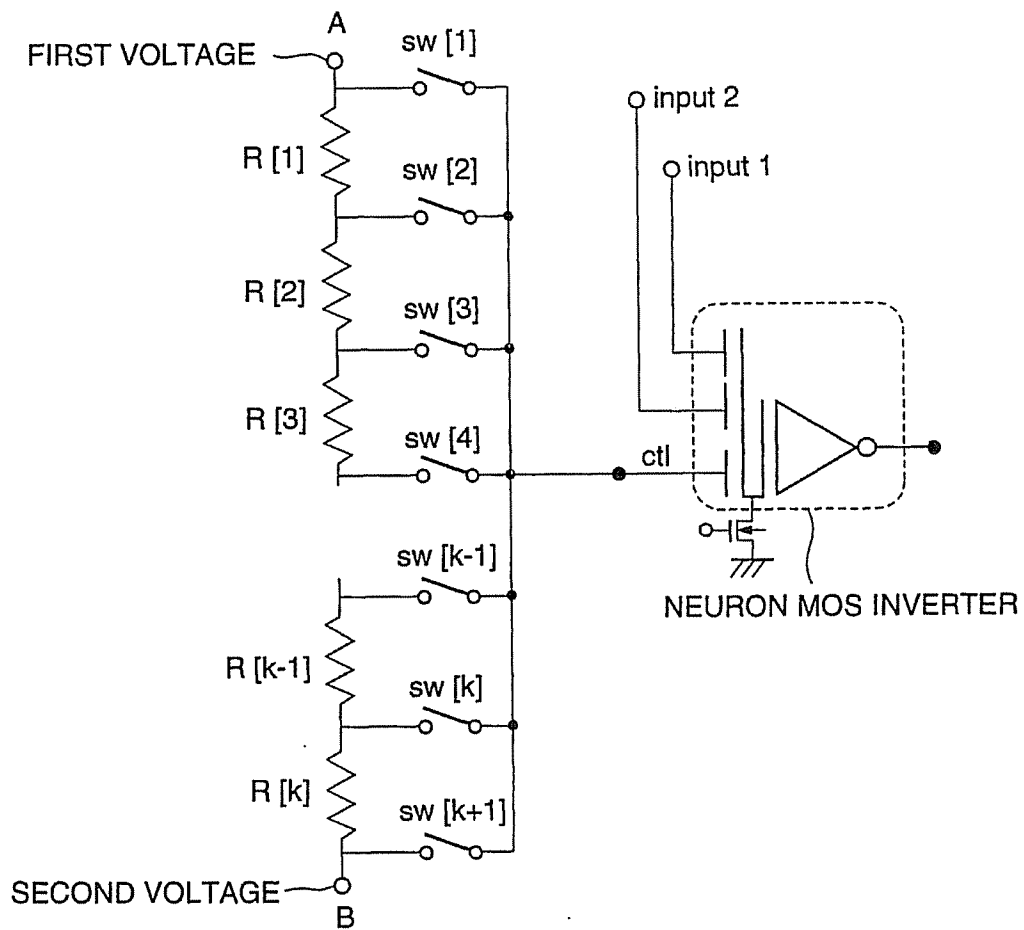 A
FIRST VOLTAGE
sw [1]
R [1]
input 2
input 1
sw [2]
R [2]
sw [3]
R [3]
sw [4]
ctl
sw [k-1]
NEURON MOS INVERTER
R [k-1]
sw [k]
R [k]
sw [k+1]
SECOND VOLTAGE
B